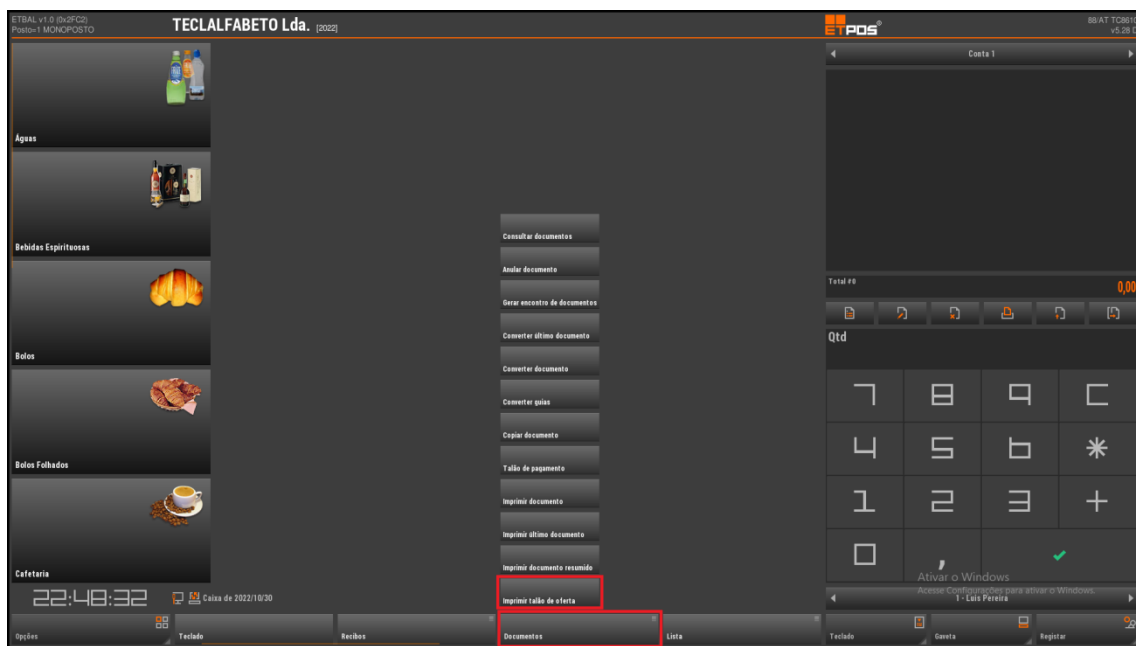 ETBAL v1.0 (0x2FC2)
Posto=1 MONOPOSTO
TECLALFABETO Lda. [2022]
ETPOS®
88/AT TC8610
v5.28 D
Águas
Bebidas Espirituosas
Bolos
Bolos Folhados
Cafetaria
Consultar documentos
Anular documento
Gerar encontro de documentos
Converter último documento
Converter documento
Converter guias
Copiar documento
Talão de pagamento
Imprimir documento
Imprimir último documento
Imprimir documento resumido
Imprimir talão de oferta
Conta 1
Total #0
0,00
Qtd
7 8 9 C
4 5 6 *
1 2 3 +
0 ,
Ativar o Windows
Acesse Configurações para ativar o Windows.
1 - Luis Pereira
22:48:32
Caixa de 2022/10/30
Opções
Teclado
Recibos
Documentos
Lista
Teclado
Gaveta
Registar